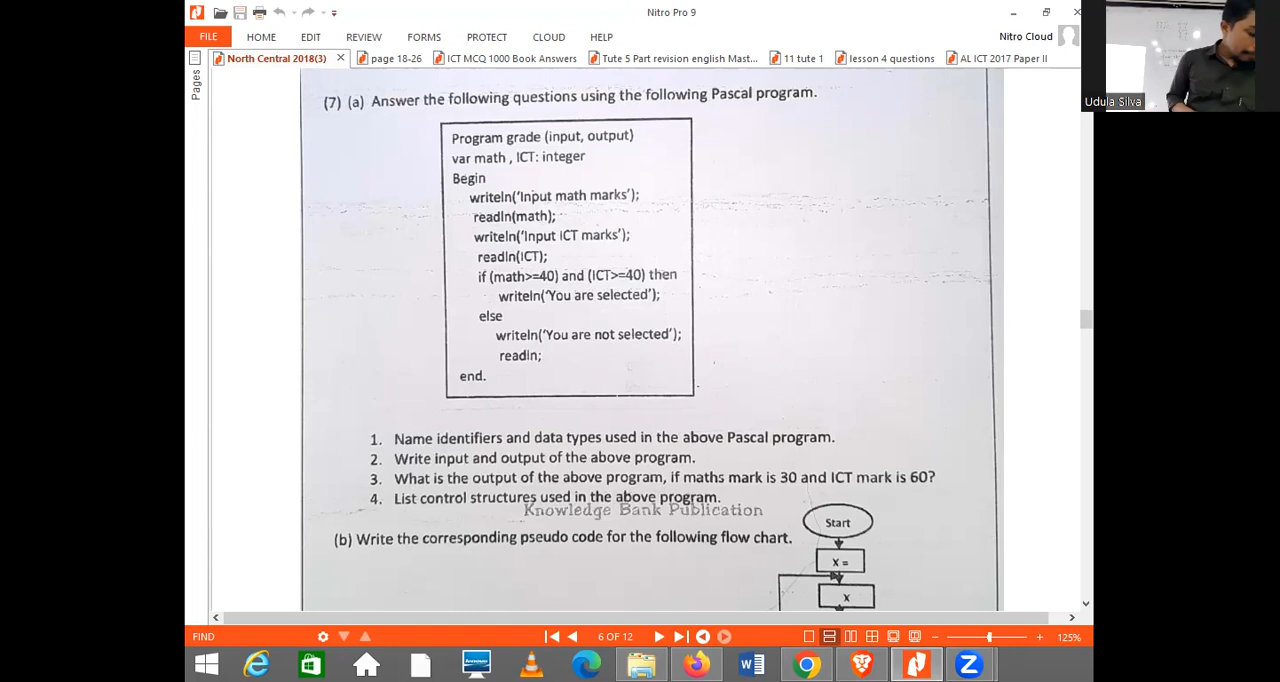 Nitro Pro 9
FILE HOME EDIT REVIEW FORMS PROTECT CLOUD HELP
Nitro Cloud
North Central 2018(3) page 18-26 ICT MCQ 1000 Book Answers Tute 5 Part revision english Mast... 11 tute 1 lesson 4 questions AL ICT 2017 Paper II
Pages
Udula Silva
(7) (a) Answer the following questions using the following Pascal program.
Program grade (input, output)
var math , ICT: integer
Begin
writeln('Input math marks');
readln(math);
writeln('Input ICT marks');
readln(ICT);
if (math>=40) and (ICT>=40) then
writeln('You are selected');
else
writeln('You are not selected');
readln;
end.
1. Name identifiers and data types used in the above Pascal program.
2. Write input and output of the above program.
3. What is the output of the above program, if maths mark is 30 and ICT mark is 60?
4. List control structures used in the above program.
Knowledge Bank Publication
Start
(b) Write the corresponding pseudo code for the following flow chart.
x =
x
FIND
6 OF 12
125%